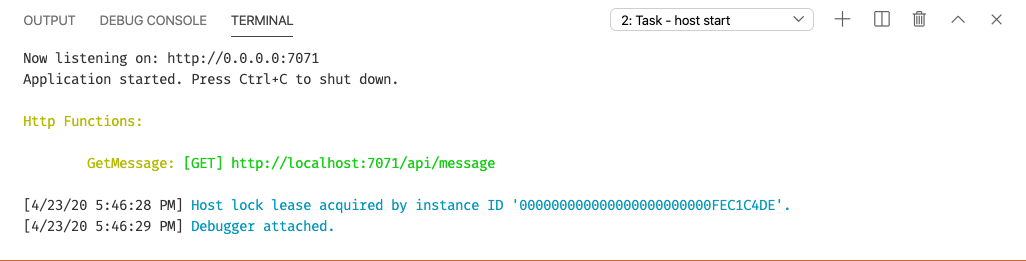 OUTPUT DEBUG CONSOLE TERMINAL 2: Task - host start
Now listening on: http://0.0.0.0:7071
Application started. Press Ctrl+C to shut down.
Http Functions:
GetMessage: [GET] http://localhost:7071/api/message
[4/23/20 5:46:28 PM] Host lock lease acquired by instance ID '000000000000000000000000FEC1C4DE'.
[4/23/20 5:46:29 PM] Debugger attached.